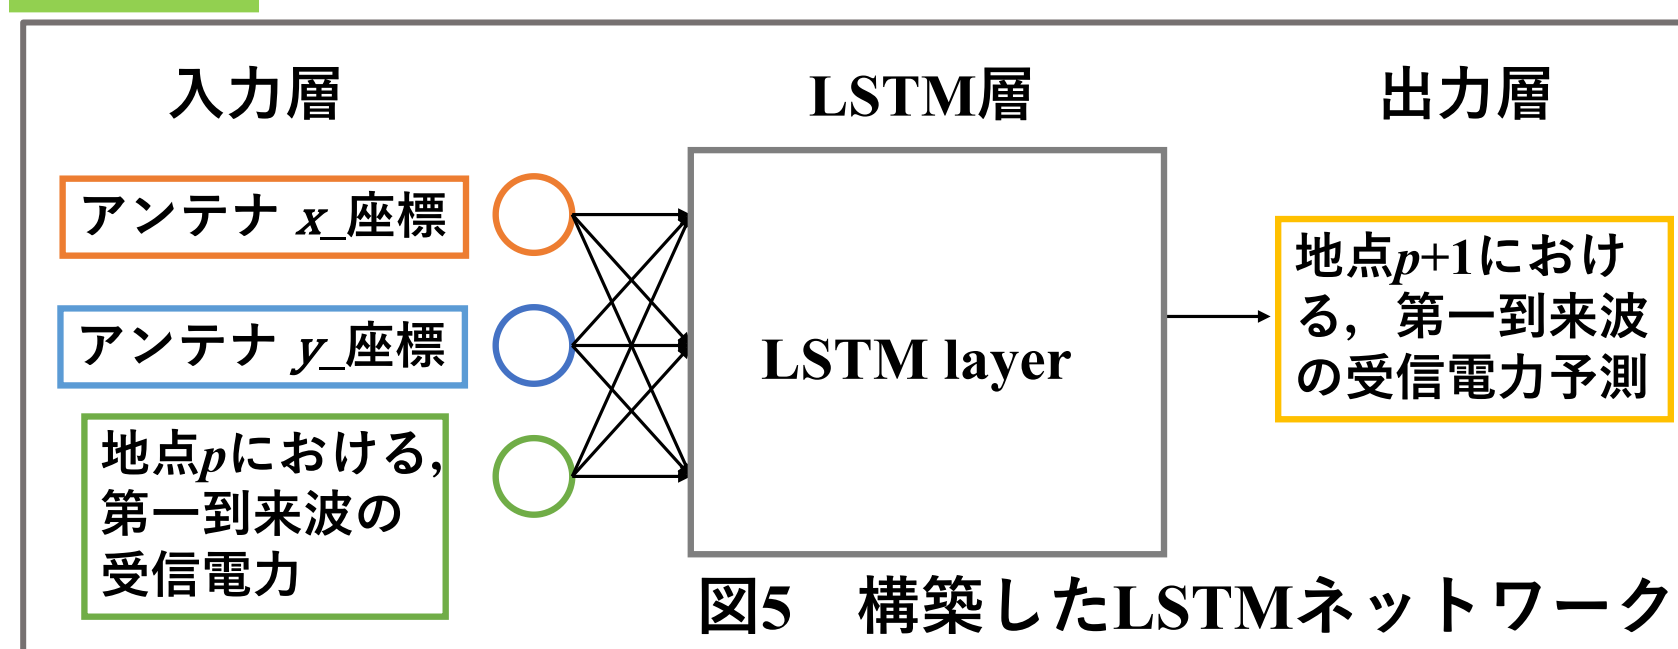 入力層
LSTM層
出力層
アンテナ x_座標
アンテナ y_座標
地点pにおける，
第一到来波の
受信電力
LSTM layer
地点p+1におけ
る，第一到来波
の受信電力予測
図5　構築したLSTMネットワーク